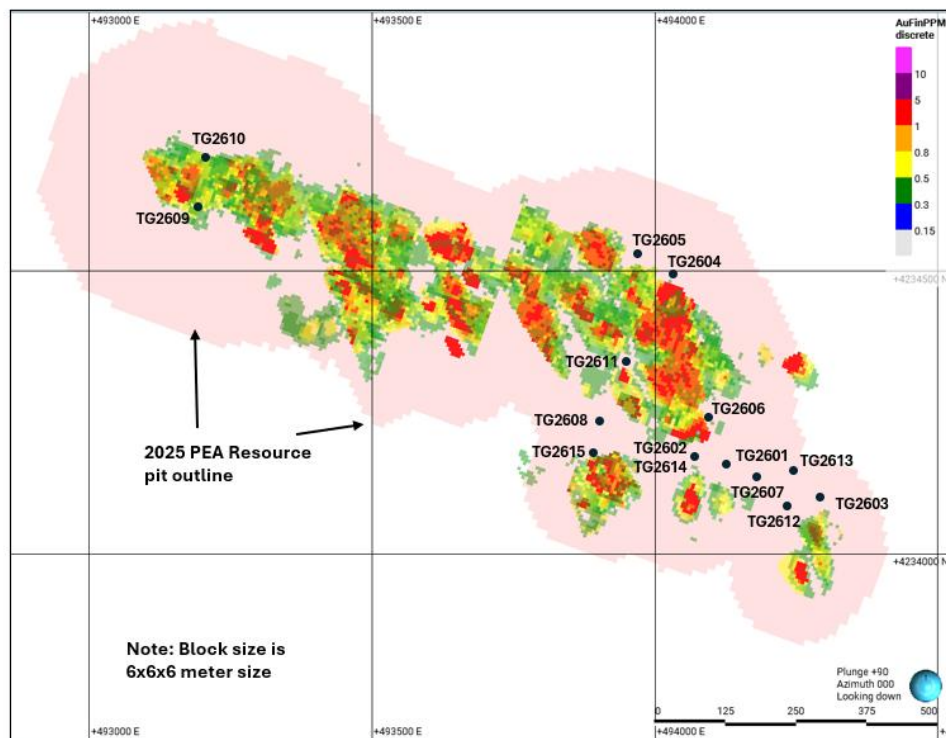 +493000 E
+493500 E
+494000 E
AuFinPPM
discrete
10
5
1
0.8
0.5
0.3
0.15
TG2610
TG2609
TG2605
TG2604
+4234500 N
TG2611
TG2608
TG2606
TG2602
TG2601
TG2615
TG2614
TG2613
TG2607
TG2603
TG2612
2025 PEA Resource
pit outline
+4234000 N
Note: Block size is
6x6x6 meter size
Plunge +90
Azimuth 000
Looking down
0
125
250
375
500
+493000 E
+493500 E
+494000 E